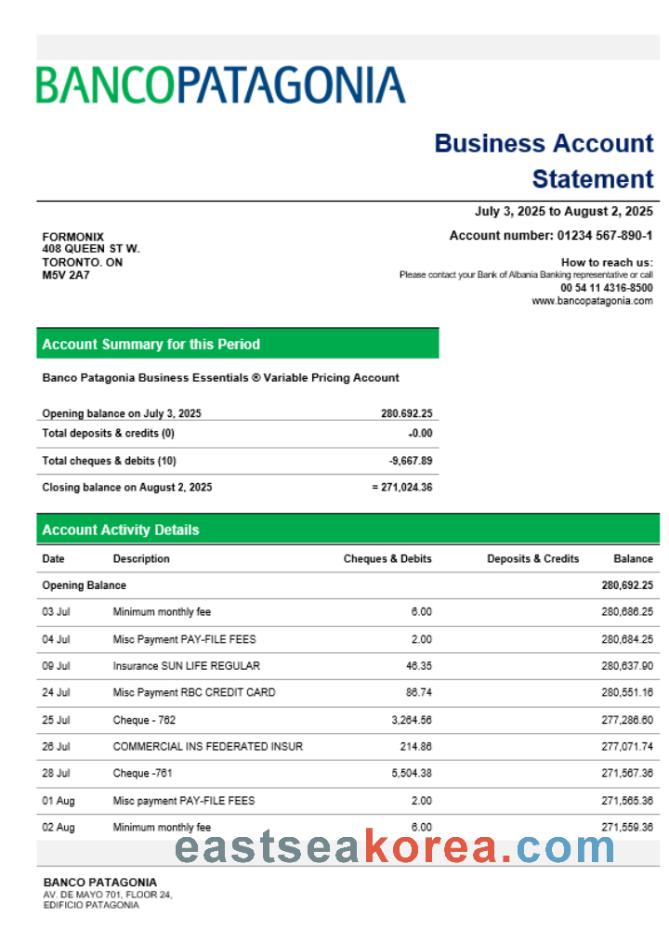 BANCOPATAGONIA
Business Account
Statement
July 3, 2025 to August 2, 2025
FORMONIX
408 QUEEN ST W.
TORONTO. ON
M5V 2A7
Account number: 01234 567-890-1
How to reach us:
Please contact your Bank of Albania Banking representative or call
00 54 11 4316-8500
www.bancopatagonia.com
Account Summary for this Period
Banco Patagonia Business Essentials ® Variable Pricing Account
Opening balance on July 3, 2025 280.692.25
Total deposits & credits (0) -0.00
Total cheques & debits (10) -9,667.89
Closing balance on August 2, 2025 = 271,024.36
Account Activity Details
Date Description Cheques & Debits Deposits & Credits Balance
Opening Balance 280,692.25
03 Jul Minimum monthly fee 6.00 280,686.25
04 Jul Misc Payment PAY-FILE FEES 2.00 280,684.25
09 Jul Insurance SUN LIFE REGULAR 46.35 280,637.90
24 Jul Misc Payment RBC CREDIT CARD 86.74 280,551.16
25 Jul Cheque - 762 3,264.56 277,286.60
26 Jul COMMERCIAL INS FEDERATED INSUR 214.86 277,071.74
28 Jul Cheque -761 5,504.38 271,567.36
01 Aug Misc payment PAY-FILE FEES 2.00 271,565.36
02 Aug Minimum monthly fee 6.00 271,559.36
eastseakorea.com
BANCO PATAGONIA
AV. DE MAYO 701, FLOOR 24,
EDIFICIO PATAGONIA